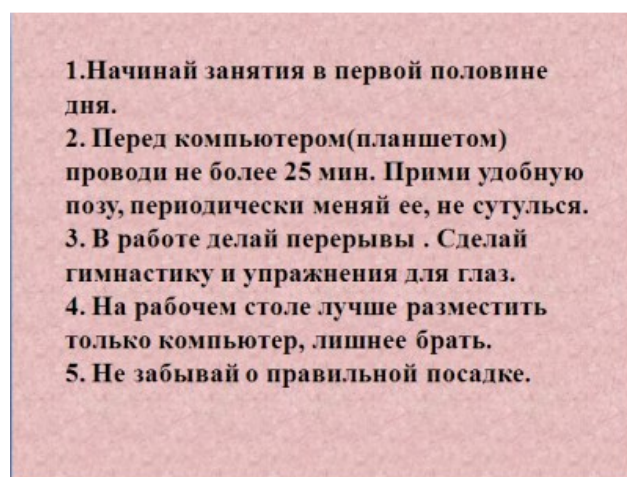 1.Начинай занятия в первой половине
дня.
2. Перед компьютером(планшетом)
проводи не более 25 мин. Прими удобную
позу, периодически меняй ее, не сутулься.
3. В работе делай перерывы . Сделай
гимнастику и упражнения для глаз.
4. На рабочем столе лучше разместить
только компьютер, лишнее брать.
5. Не забывай о правильной посадке.